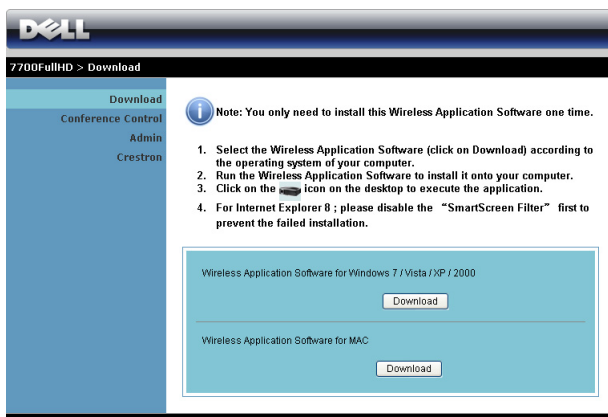 DELL
7700FullHD > Download
Download
Conference Control
Admin
Crestron
Note: You only need to install this Wireless Application Software one time.
1. Select the Wireless Application Software (click on Download) according to
the operating system of your computer.
2. Run the Wireless Application Software to install it onto your computer.
3. Click on the icon on the desktop to execute the application.
4. For Internet Explorer 8 ; please disable the “SmartScreen Filter” first to
prevent the failed installation.
Wireless Application Software for Windows 7 / Vista / XP / 2000
Download
Wireless Application Software for MAC
Download